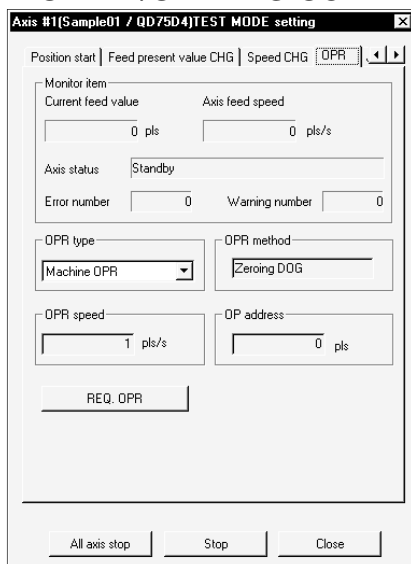 Axis #1(Sample01 / QD75D4)TEST MODE setting
Position start Feed present value CHG Speed CHG OPR
Monitor item
Current feed value Axis feed speed
0 pls 0 pls/s
Axis status Standby
Error number 0 Warning number 0
OPR type OPR method
Machine OPR Zeroing DOG
OPR speed OP address
1 pls/s 0 pls
REQ. OPR
All axis stop Stop Close